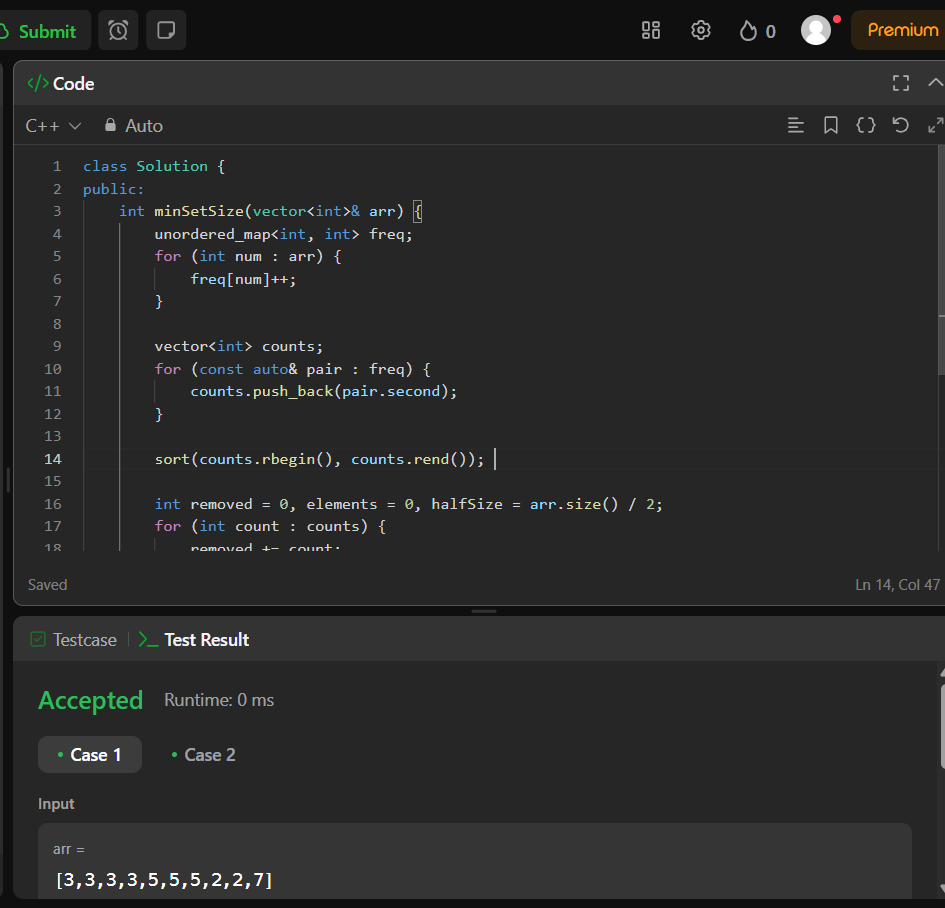 Submit
0
Premium
</> Code
C++ Auto
1 class Solution {
2 public:
3 int minSetSize(vector<int>& arr) {
4 unordered_map<int, int> freq;
5 for (int num : arr) {
6 freq[num]++;
7 }
8
9 vector<int> counts;
10 for (const auto& pair : freq) {
11 counts.push_back(pair.second);
12 }
13
14 sort(counts.rbegin(), counts.rend());
15
16 int removed = 0, elements = 0, halfSize = arr.size() / 2;
17 for (int count : counts) {
18 removed += count;
Saved
Ln 14, Col 47
Testcase
Test Result
Accepted Runtime: 0 ms
Case 1 Case 2
Input
arr =
[3,3,3,3,5,5,5,2,2,7]